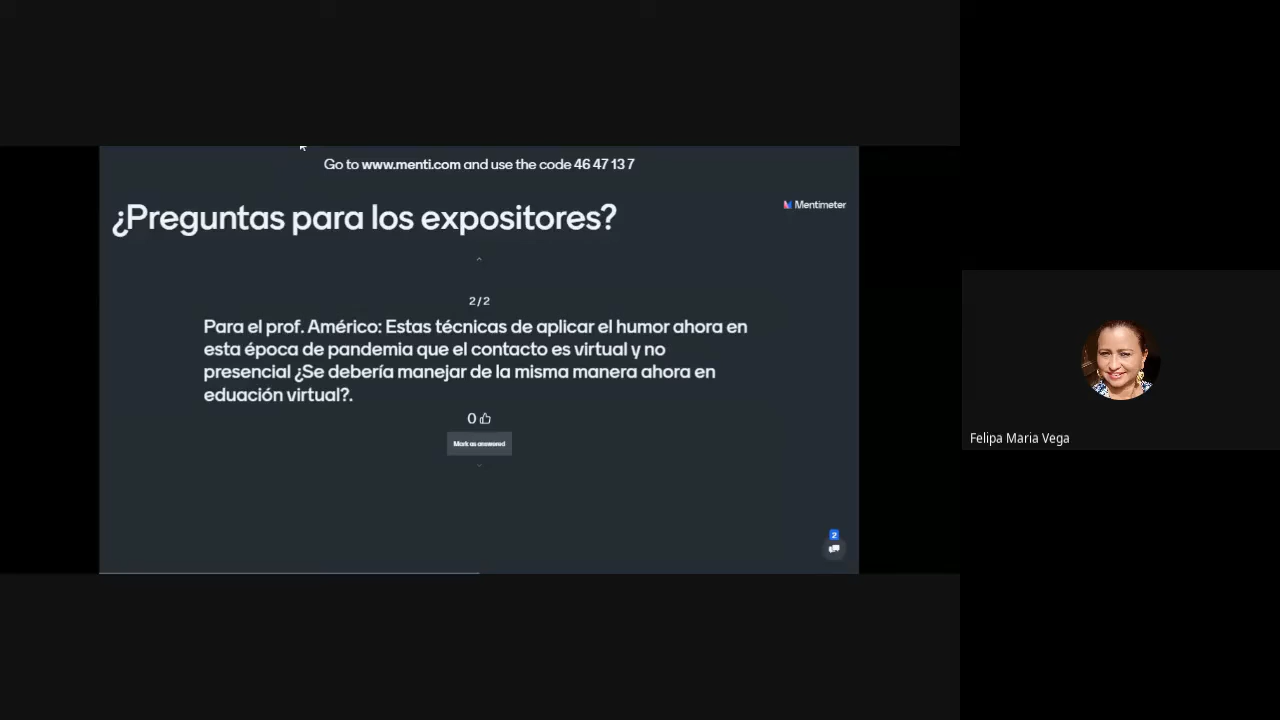 Go to www.menti.com and use the code 46 47 13 7
¿Preguntas para los expositores?
Mentimeter
2/2
Para el prof. Américo: Estas técnicas de aplicar el humor ahora en
esta época de pandemia que el contacto es virtual y no
presencial ¿Se debería manejar de la misma manera ahora en
eduación virtual?.
0
Mark as answered
2
Felipa Maria Vega